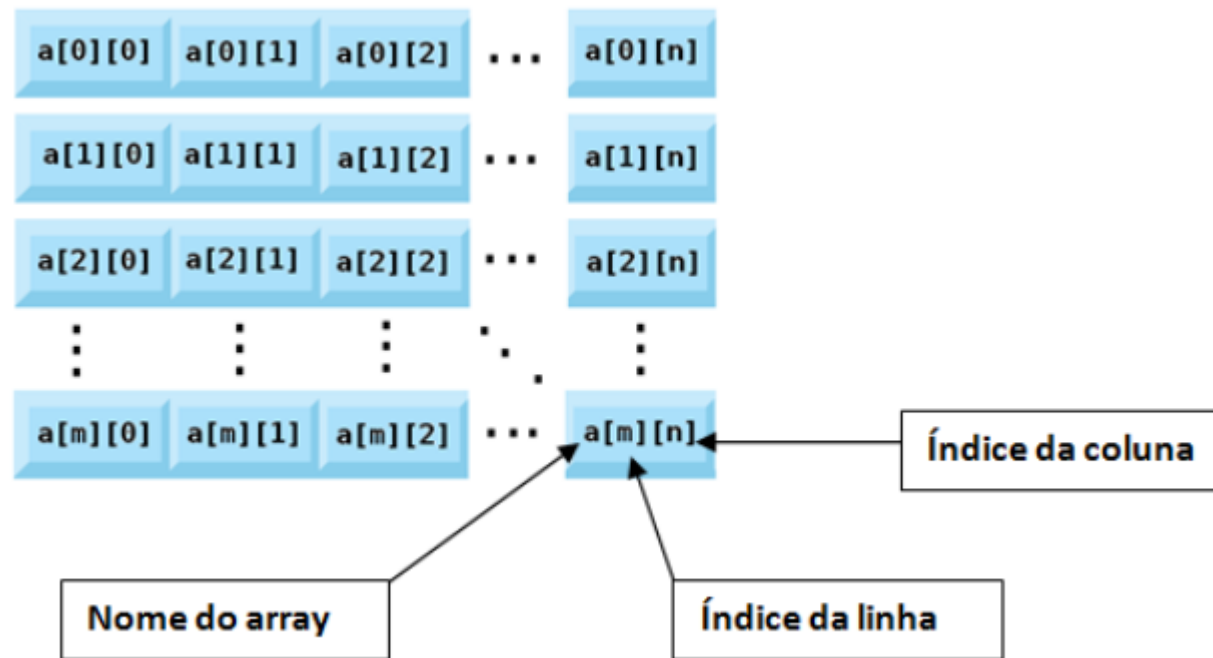 a[0][0] a[0][1] a[0][2] ... a[0][n]
a[1][0] a[1][1] a[1][2] ... a[1][n]
a[2][0] a[2][1] a[2][2] ... a[2][n]
a[m][0] a[m][1] a[m][2] ... a[m][n]
Índice da coluna
Nome do array
Índice da linha